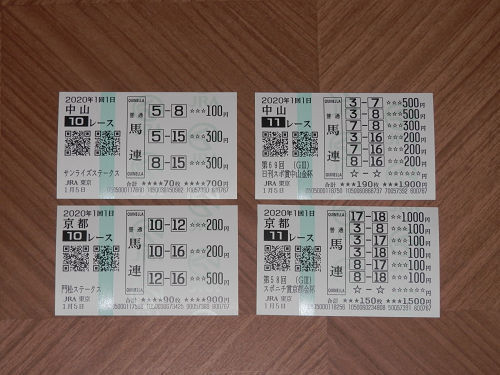 2020年1回1日
中山
10レース
サンライズステークス
JRA 東京
1月5日
QUINELLA
普通
馬連
QUINELLA
5-8 ☆☆☆100円
5-15 ☆☆☆300円
8-15 ☆☆☆300円
合計 ★★★★70枚 ★★★★700円
2020年1回1日
中山
11レース
第69回 (GⅢ)
日刊スポ賞中山金杯
JRA 東京
1月5日
QUINELLA
普通
馬連
QUINELLA
3-7 ☆☆☆500円
3-8 ☆☆☆500円
7-8 ☆☆☆300円
3-16 ☆☆☆200円
7-16 ☆☆☆200円
8-16 ☆☆☆200円
☆-☆
合計 ★★★190枚 ★★★1,900円
2020年1回1日
京都
10レース
門松ステークス
JRA 東京
1月5日
QUINELLA
普通
馬連
QUINELLA
10-12 ☆☆☆200円
10-16 ☆☆☆200円
12-16 ☆☆☆500円
合計 ★★★★90枚 ★★★★900円
2020年1回1日
京都
11レース
第58回 (GⅢ)
スポニチ賞京都金杯
JRA 東京
1月5日
QUINELLA
普通
馬連
QUINELLA
17-18 ☆☆1000円
3-8 ☆☆☆100円
3-17 ☆☆☆100円
3-18 ☆☆☆100円
8-17 ☆☆☆100円
8-18 ☆☆☆100円
☆-☆
合計 ★★★150枚 ★★★1,500円